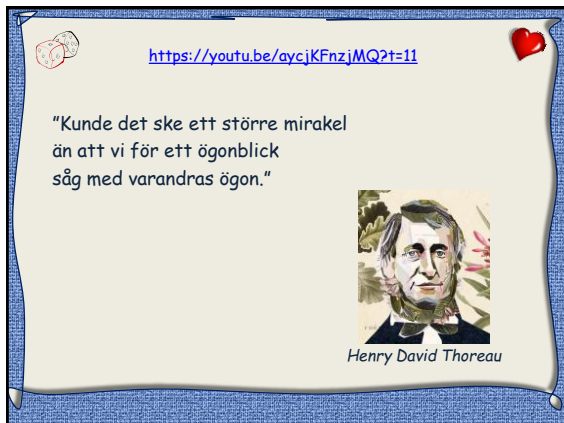 https://youtu.be/aycjKFnzjMQ?t=11
"Kunde det ske ett större mirakel
än att vi för ett ögonblick
såg med varandras ögon."
Henry David Thoreau